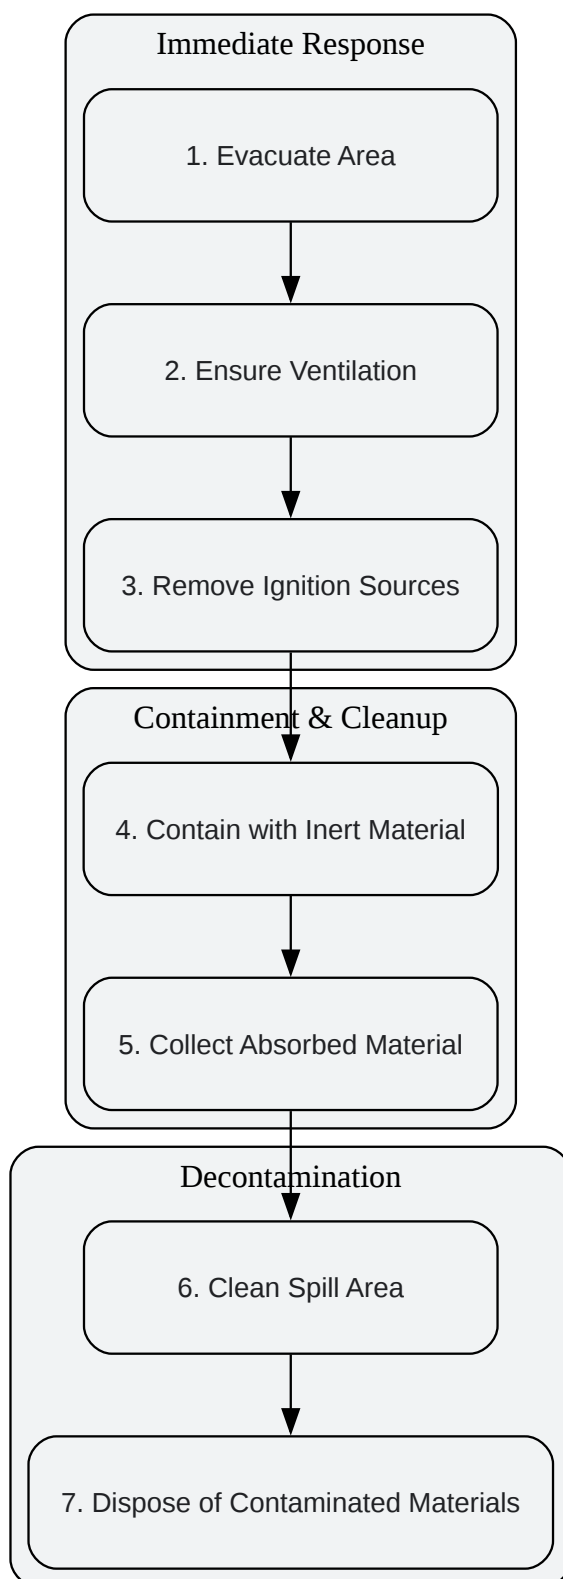 Immediate Response
1. Evacuate Area
2. Ensure Ventilation
3. Remove Ignition Sources
Containment & Cleanup
4. Contain with Inert Material
5. Collect Absorbed Material
Decontamination
6. Clean Spill Area
7. Dispose of Contaminated Materials